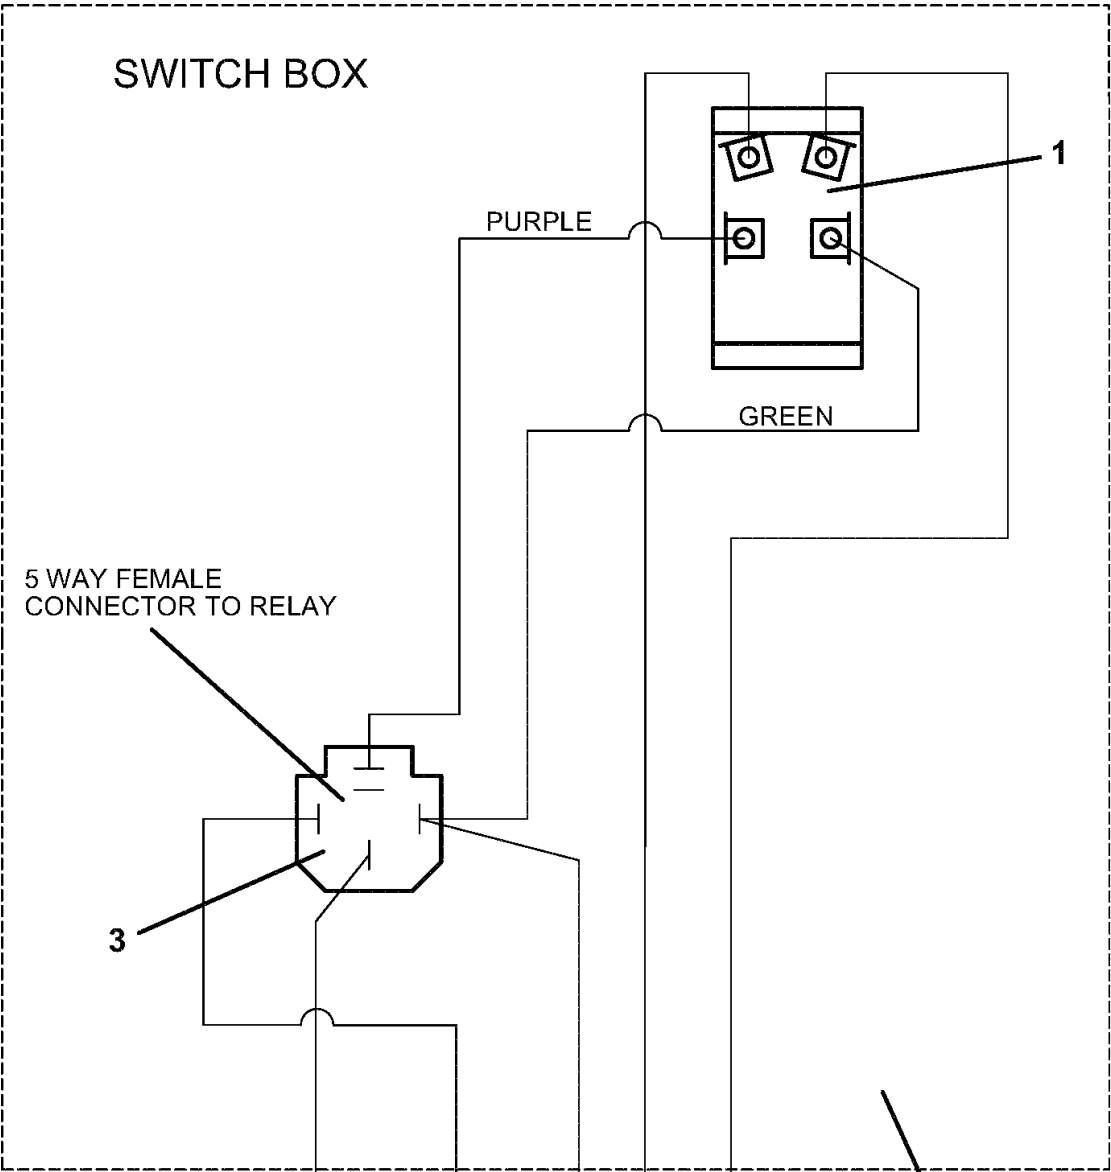 SWITCH BOX
1
PURPLE
GREEN
5 WAY FEMALE
CONNECTOR TO RELAY
3